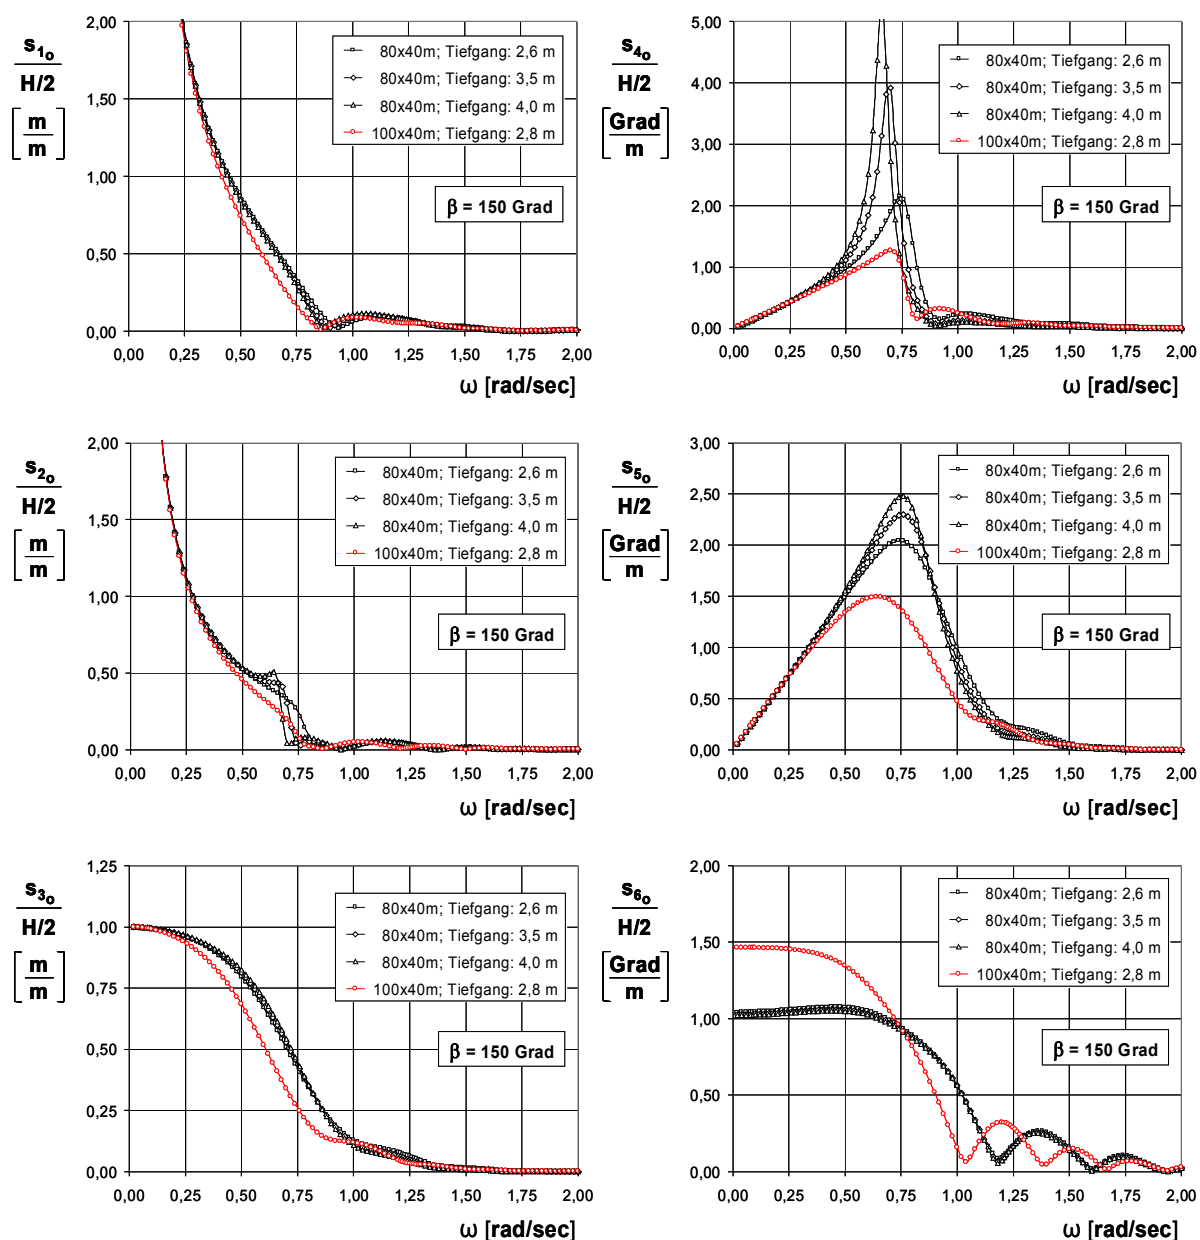 s1o
H/2
[m/m]
2,00
1,50
1,00
0,50
0,00
80x40m; Tiefgang: 2,6 m
80x40m; Tiefgang: 3,5 m
80x40m; Tiefgang: 4,0 m
100x40m; Tiefgang: 2,8 m
β = 150 Grad
0,00 0,25 0,50 0,75 1,00 1,25 1,50 1,75 2,00
ω [rad/sec]
s4o
H/2
[Grad/m]
5,00
4,00
3,00
2,00
1,00
0,00
80x40m; Tiefgang: 2,6 m
80x40m; Tiefgang: 3,5 m
80x40m; Tiefgang: 4,0 m
100x40m; Tiefgang: 2,8 m
β = 150 Grad
0,00 0,25 0,50 0,75 1,00 1,25 1,50 1,75 2,00
ω [rad/sec]
s2o
H/2
[m/m]
2,00
1,50
1,00
0,50
0,00
80x40m; Tiefgang: 2,6 m
80x40m; Tiefgang: 3,5 m
80x40m; Tiefgang: 4,0 m
100x40m; Tiefgang: 2,8 m
β = 150 Grad
0,00 0,25 0,50 0,75 1,00 1,25 1,50 1,75 2,00
ω [rad/sec]
s5o
H/2
[Grad/m]
3,00
2,50
2,00
1,50
1,00
0,50
0,00
80x40m; Tiefgang: 2,6 m
80x40m; Tiefgang: 3,5 m
80x40m; Tiefgang: 4,0 m
100x40m; Tiefgang: 2,8 m
β = 150 Grad
0,00 0,25 0,50 0,75 1,00 1,25 1,50 1,75 2,00
ω [rad/sec]
s3o
H/2
[m/m]
1,25
1,00
0,75
0,50
0,25
0,00
80x40m; Tiefgang: 2,6 m
80x40m; Tiefgang: 3,5 m
80x40m; Tiefgang: 4,0 m
100x40m; Tiefgang: 2,8 m
β = 150 Grad
0,00 0,25 0,50 0,75 1,00 1,25 1,50 1,75 2,00
ω [rad/sec]
s6o
H/2
[Grad/m]
2,00
1,50
1,00
0,50
0,00
80x40m; Tiefgang: 2,6 m
80x40m; Tiefgang: 3,5 m
80x40m; Tiefgang: 4,0 m
100x40m; Tiefgang: 2,8 m
β = 150 Grad
0,00 0,25 0,50 0,75 1,00 1,25 1,50 1,75 2,00
ω [rad/sec]